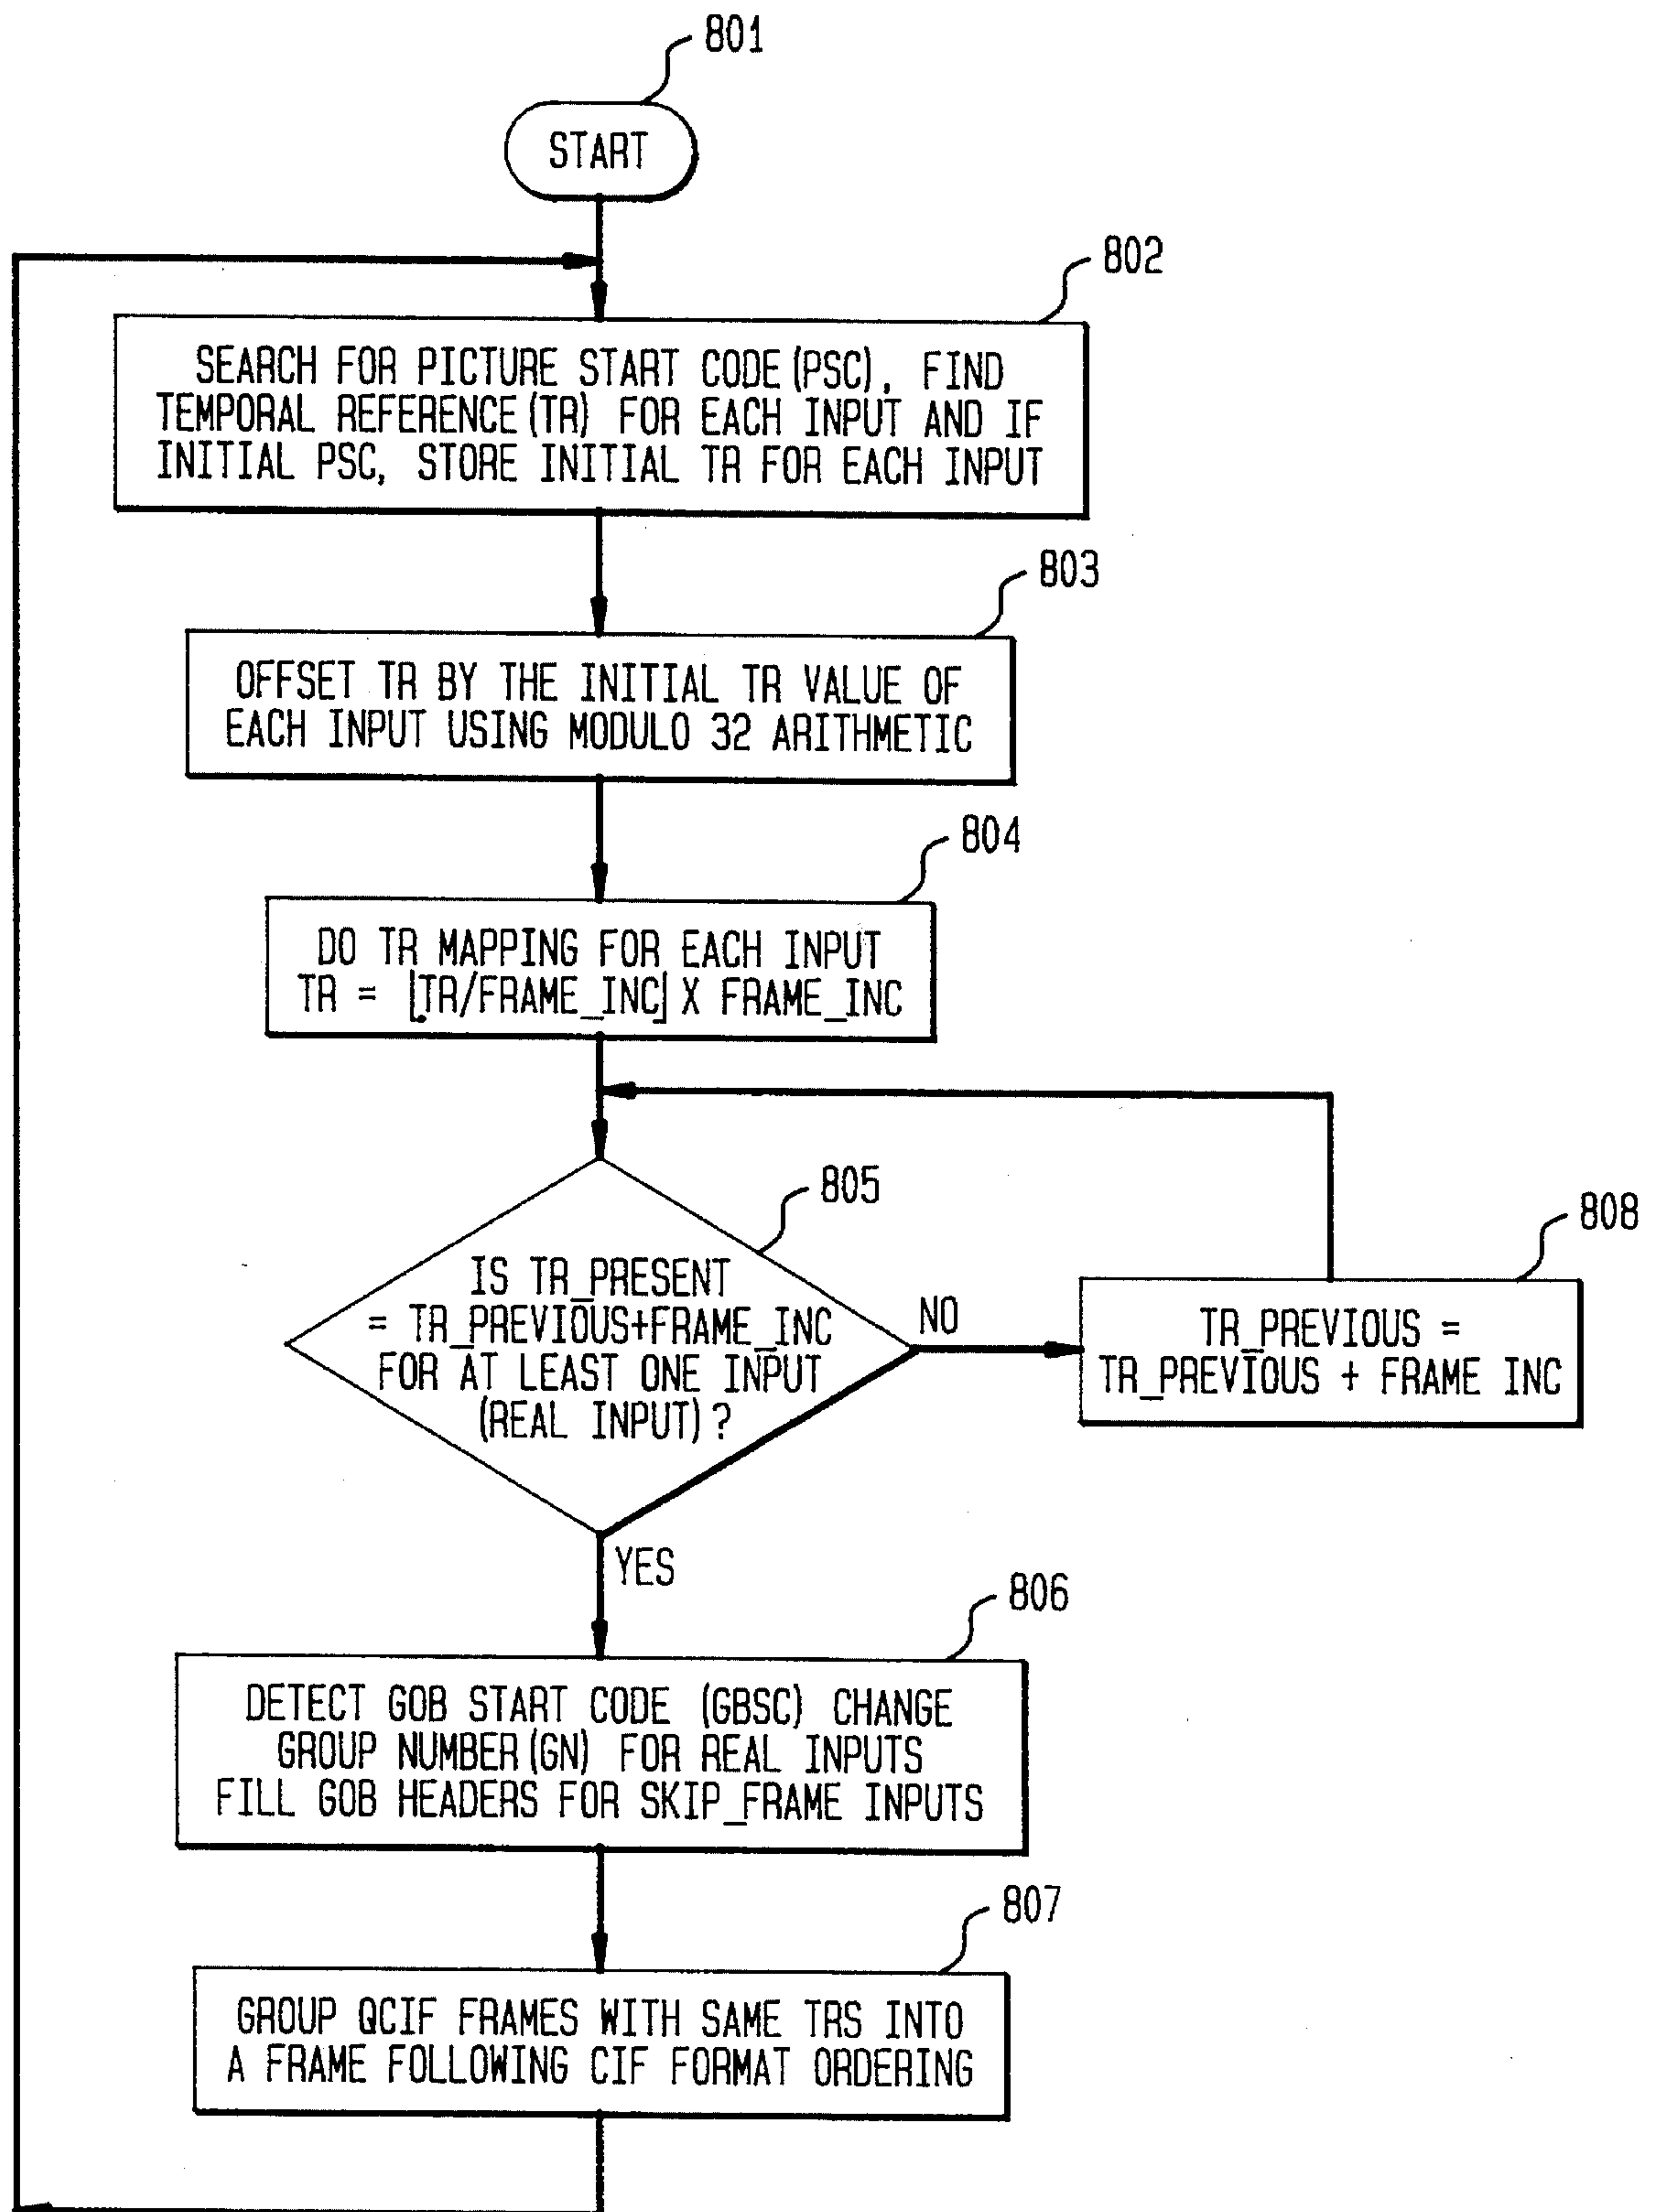 801
START
802
SEARCH FOR PICTURE START CODE(PSC), FIND
TEMPORAL REFERENCE(TR) FOR EACH INPUT AND IF
INITIAL PSC, STORE INITIAL TR FOR EACH INPUT
803
OFFSET TR BY THE INITIAL TR VALUE OF
EACH INPUT USING MODULO 32 ARITHMETIC
804
DO TR MAPPING FOR EACH INPUT
TR = ⌊TR/FRAME_INC⌋ X FRAME_INC
805
IS TR_PRESENT
= TR_PREVIOUS+FRAME_INC
FOR AT LEAST ONE INPUT
(REAL INPUT)?
NO
808
TR_PREVIOUS =
TR_PREVIOUS + FRAME INC
YES
806
DETECT GOB START CODE (GBSC) CHANGE
GROUP NUMBER(GN) FOR REAL INPUTS
FILL GOB HEADERS FOR SKIP_FRAME INPUTS
807
GROUP QCIF FRAMES WITH SAME TRS INTO
A FRAME FOLLOWING CIF FORMAT ORDERING